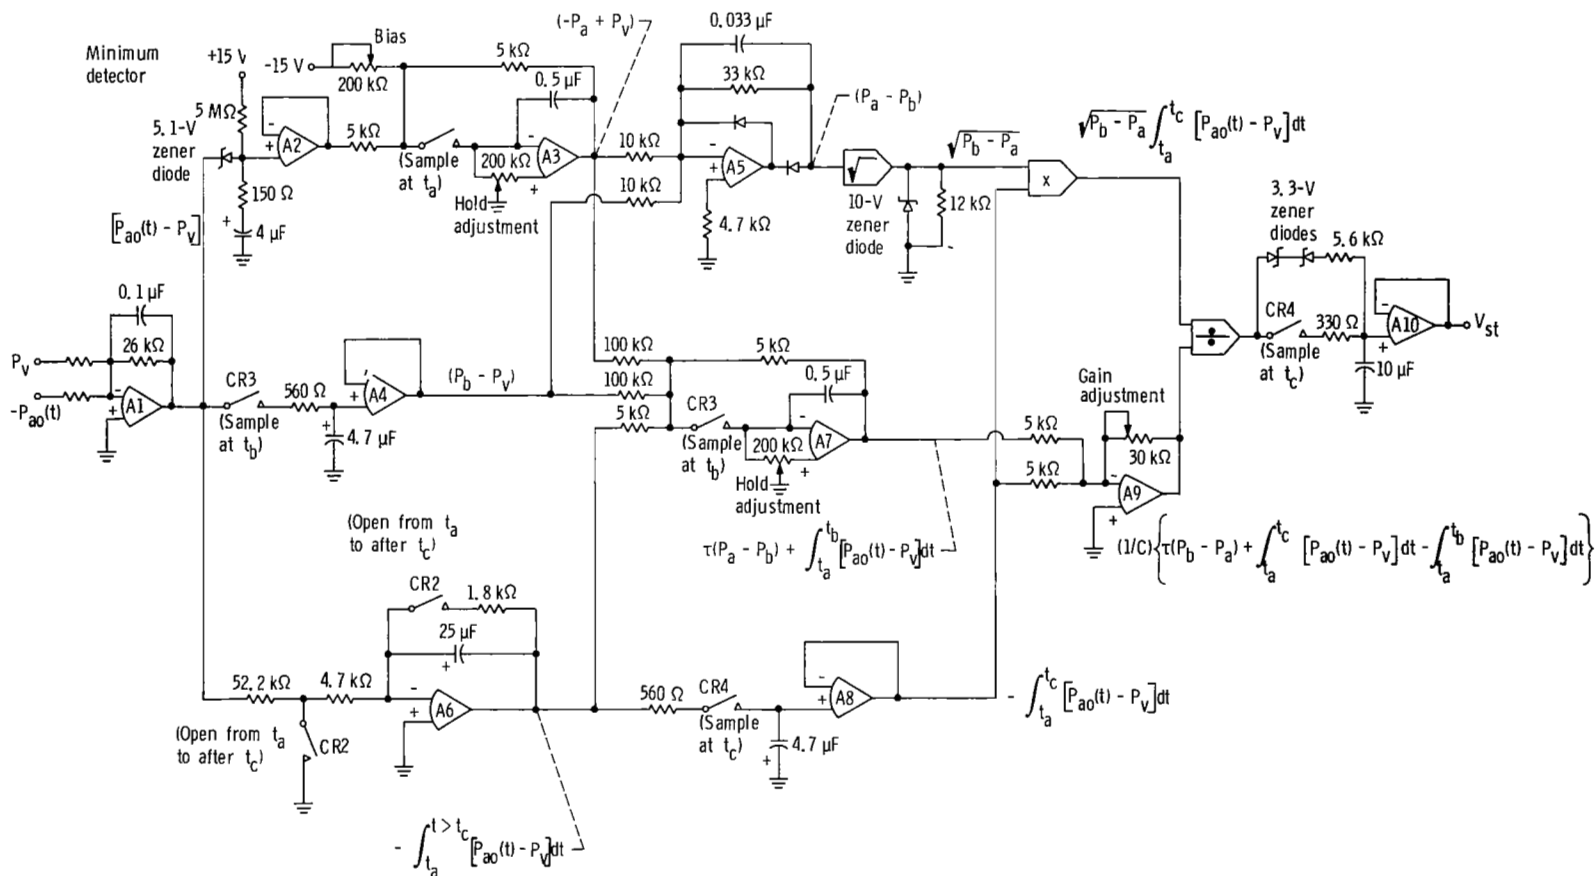 Minimum
detector
+15 V
-15 V
Bias
200 kΩ
5 MΩ
5.1-V
zener
diode
A2
-
+
150 Ω
+
4 µF
5 kΩ
5 kΩ
0.5 µF
(Sample
at ta)
200 kΩ
A3
-
+
Hold
adjustment
(-Pa + Pv)
0.033 µF
33 kΩ
10 kΩ
10 kΩ
A5
-
+
4.7 kΩ
(Pa - Pb)
√
10-V
zener
diode
12 kΩ
-
√Pb - Pa
x
√Pb - Pa ∫ta^tc [Pao(t) - Pv]dt
[Pao(t) - Pv]
0.1 µF
26 kΩ
Pv
-Pao(t)
A1
-
+
CR3
(Sample
at tb)
560 Ω
+
4.7 µF
A4
+
(Pb - Pv)
100 kΩ
100 kΩ
5 kΩ
5 kΩ
0.5 µF
CR3
(Sample
at tb)
200 kΩ
A7
-
+
Hold
adjustment
τ(Pa - Pb) + ∫ta^tb [Pao(t) - Pv]dt
3.3-V
zener
diodes
5.6 kΩ
÷
CR4
(Sample
at tc)
330 Ω
A10
-
+
10 µF
Vst
Gain
adjustment
30 kΩ
5 kΩ
5 kΩ
A9
-
+
(1/C){τ(Pb - Pa) + ∫ta^tc [Pao(t) - Pv]dt - ∫ta^tb [Pao(t) - Pv]dt}
(Open from ta
to after tc)
CR2
1.8 kΩ
25 µF
+
52.2 kΩ
4.7 kΩ
A6
-
+
(Open from ta
to after tc)
CR2
560 Ω
CR4
(Sample
at tc)
+
4.7 µF
A8
-
+
- ∫ta^tc [Pao(t) - Pv]dt
- ∫ta^t > tc [Pao(t) - Pv]dt